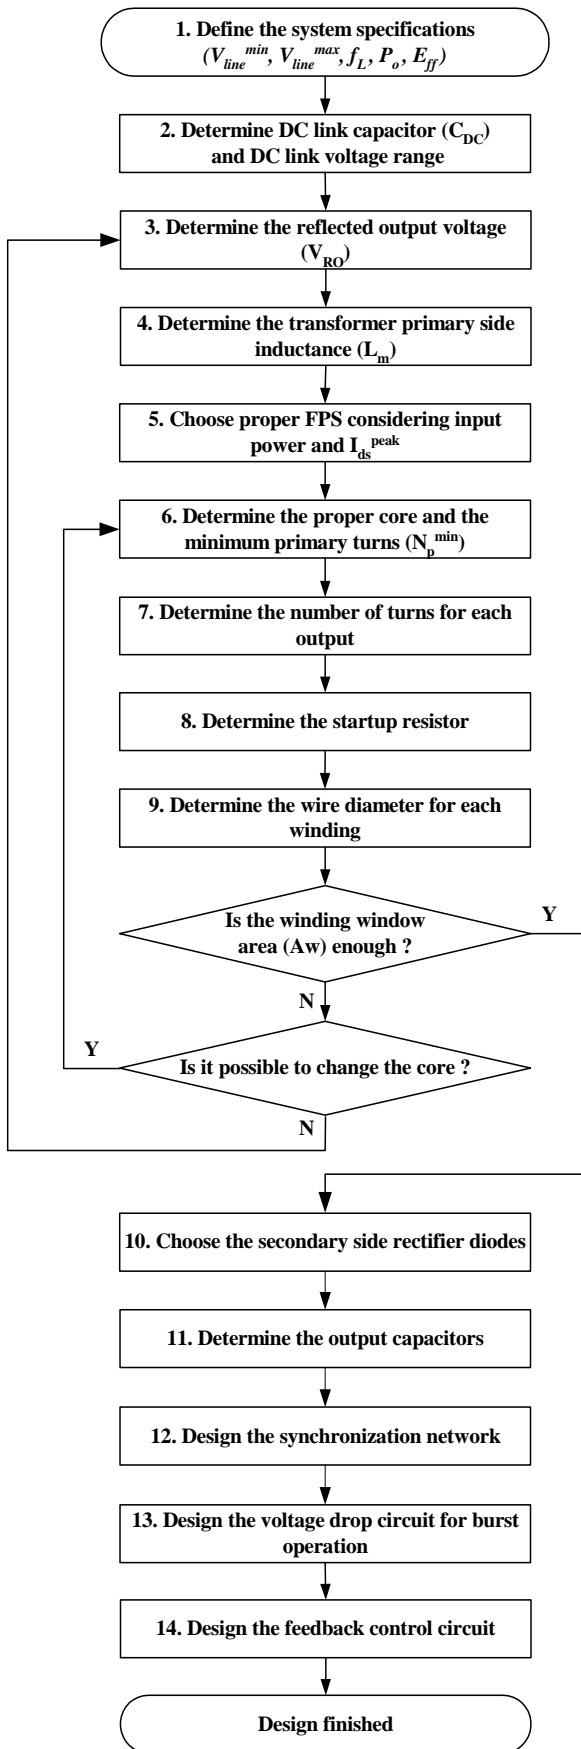 1. Define the system specifications
(V_line^min, V_line^max, f_L, P_o, E_ff)
2. Determine DC link capacitor (C_DC)
and DC link voltage range
3. Determine the reflected output voltage
(V_RO)
4. Determine the transformer primary side
inductance (L_m)
5. Choose proper FPS considering input
power and I_ds^peak
6. Determine the proper core and the
minimum primary turns (N_p^min)
7. Determine the number of turns for each
output
8. Determine the startup resistor
9. Determine the wire diameter for each
winding
Is the winding window
area (Aw) enough ?
Y
N
Is it possible to change the core ?
Y
N
10. Choose the secondary side rectifier diodes
11. Determine the output capacitors
12. Design the synchronization network
13. Design the voltage drop circuit for burst
operation
14. Design the feedback control circuit
Design finished